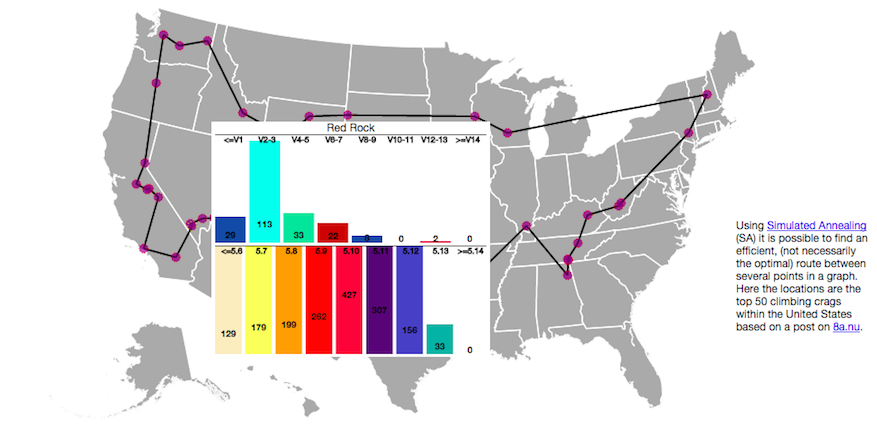 Red Rock
<=V1 V2-3 V4-5 V6-7 V8-9 V10-11 V12-13 >=V14
29 113 33 22 8 0 2 0
<=5.6 5.7 5.8 5.9 5.10 5.11 5.12 5.13 >=5.14
129 179 199 262 427 307 156 33 0
Using Simulated Annealing
(SA) it is possible to find an
efficient, (not necessarily
the optimal) route between
several points in a graph.
Here the locations are the
top 50 climbing crags
within the United States
based on a post on 8a.nu.